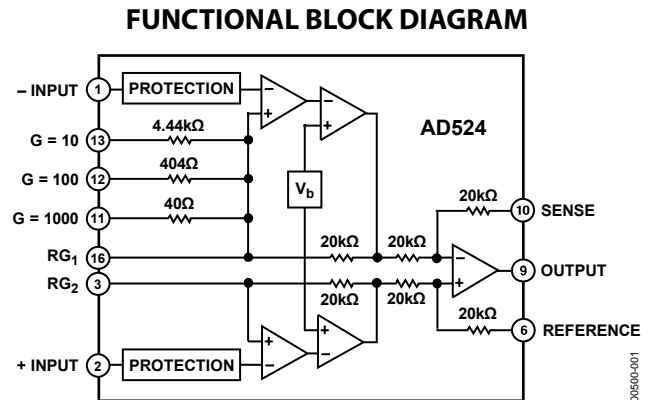 FUNCTIONAL BLOCK DIAGRAM
– INPUT 1 PROTECTION
AD524
G = 10 13 4.44kΩ
G = 100 12 404Ω
Vb
G = 1000 11 40Ω
20kΩ
10 SENSE
RG1 16 20kΩ 20kΩ
RG2 3 20kΩ 20kΩ
9 OUTPUT
20kΩ
6 REFERENCE
+ INPUT 2 PROTECTION
– + – + + – + – – +
00500-001